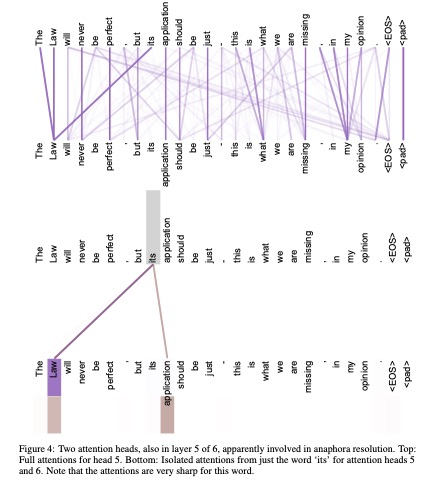 The Law will never be perfect , but its application should be just - this is what we are missing , in my opinion . <EOS> <pad>
The Law will never be perfect , but its application should be just - this is what we are missing , in my opinion . <EOS> <pad>
The Law will never be perfect , but its application should be just - this is what we are missing , in my opinion . <EOS> <pad>
The Law will never be perfect , but its application should be just - this is what we are missing , in my opinion . <EOS> <pad>
Figure 4: Two attention heads, also in layer 5 of 6, apparently involved in anaphora resolution. Top:
Full attentions for head 5. Bottom: Isolated attentions from just the word ‘its’ for attention heads 5
and 6. Note that the attentions are very sharp for this word.